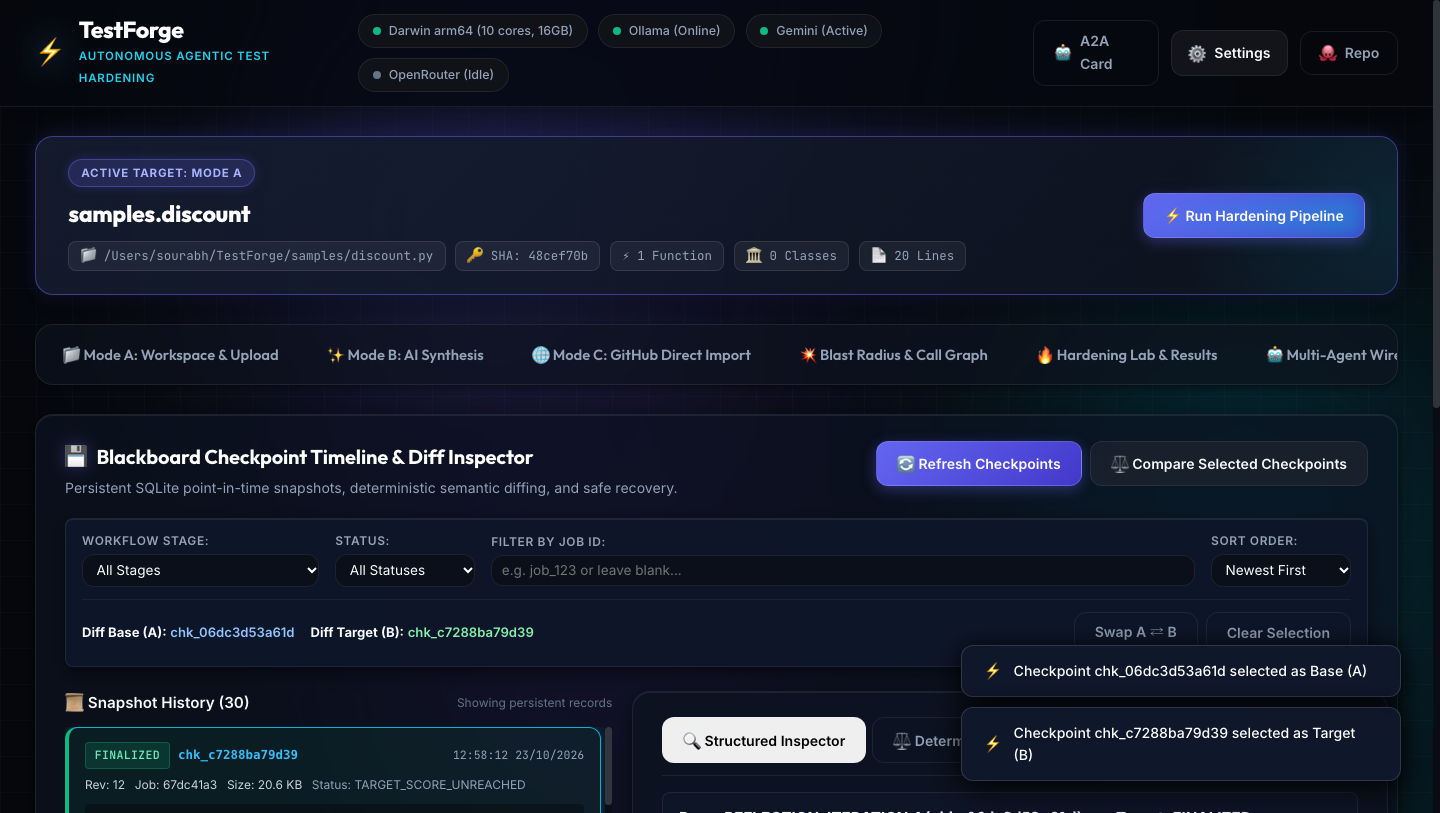 TestForge
AUTONOMOUS AGENTIC TEST
HARDENING
Darwin arm64 (10 cores, 16GB)
Ollama (Online)
Gemini (Active)
OpenRouter (Idle)
A2A
Card
Settings
Repo
ACTIVE TARGET: MODE A
samples.discount
/Users/sourabh/TestForge/samples/discount.py
SHA: 48cef70b
⚡ 1 Function
0 Classes
20 Lines
⚡ Run Hardening Pipeline
Mode A: Workspace & Upload
Mode B: AI Synthesis
Mode C: GitHub Direct Import
Blast Radius & Call Graph
Hardening Lab & Results
Multi-Agent Wire
Blackboard Checkpoint Timeline & Diff Inspector
Persistent SQLite point-in-time snapshots, deterministic semantic diffing, and safe recovery.
Refresh Checkpoints
Compare Selected Checkpoints
WORKFLOW STAGE:
STATUS:
FILTER BY JOB ID:
SORT ORDER:
All Stages
All Statuses
e.g. job_123 or leave blank...
Newest First
Diff Base (A): chk_06dc3d53a61d
Diff Target (B): chk_c7288ba79d39
Swap A ⇄ B
Clear Selection
Checkpoint chk_06dc3d53a61d selected as Base (A)
Checkpoint chk_c7288ba79d39 selected as Target
(B)
Snapshot History (30)
Showing persistent records
Structured Inspector
Determ
FINALIZED
chk_c7288ba79d39
12:58:12 23/10/2026
Rev: 12 Job: 67dc41a3 Size: 20.6 KB Status: TARGET_SCORE_UNREACHED